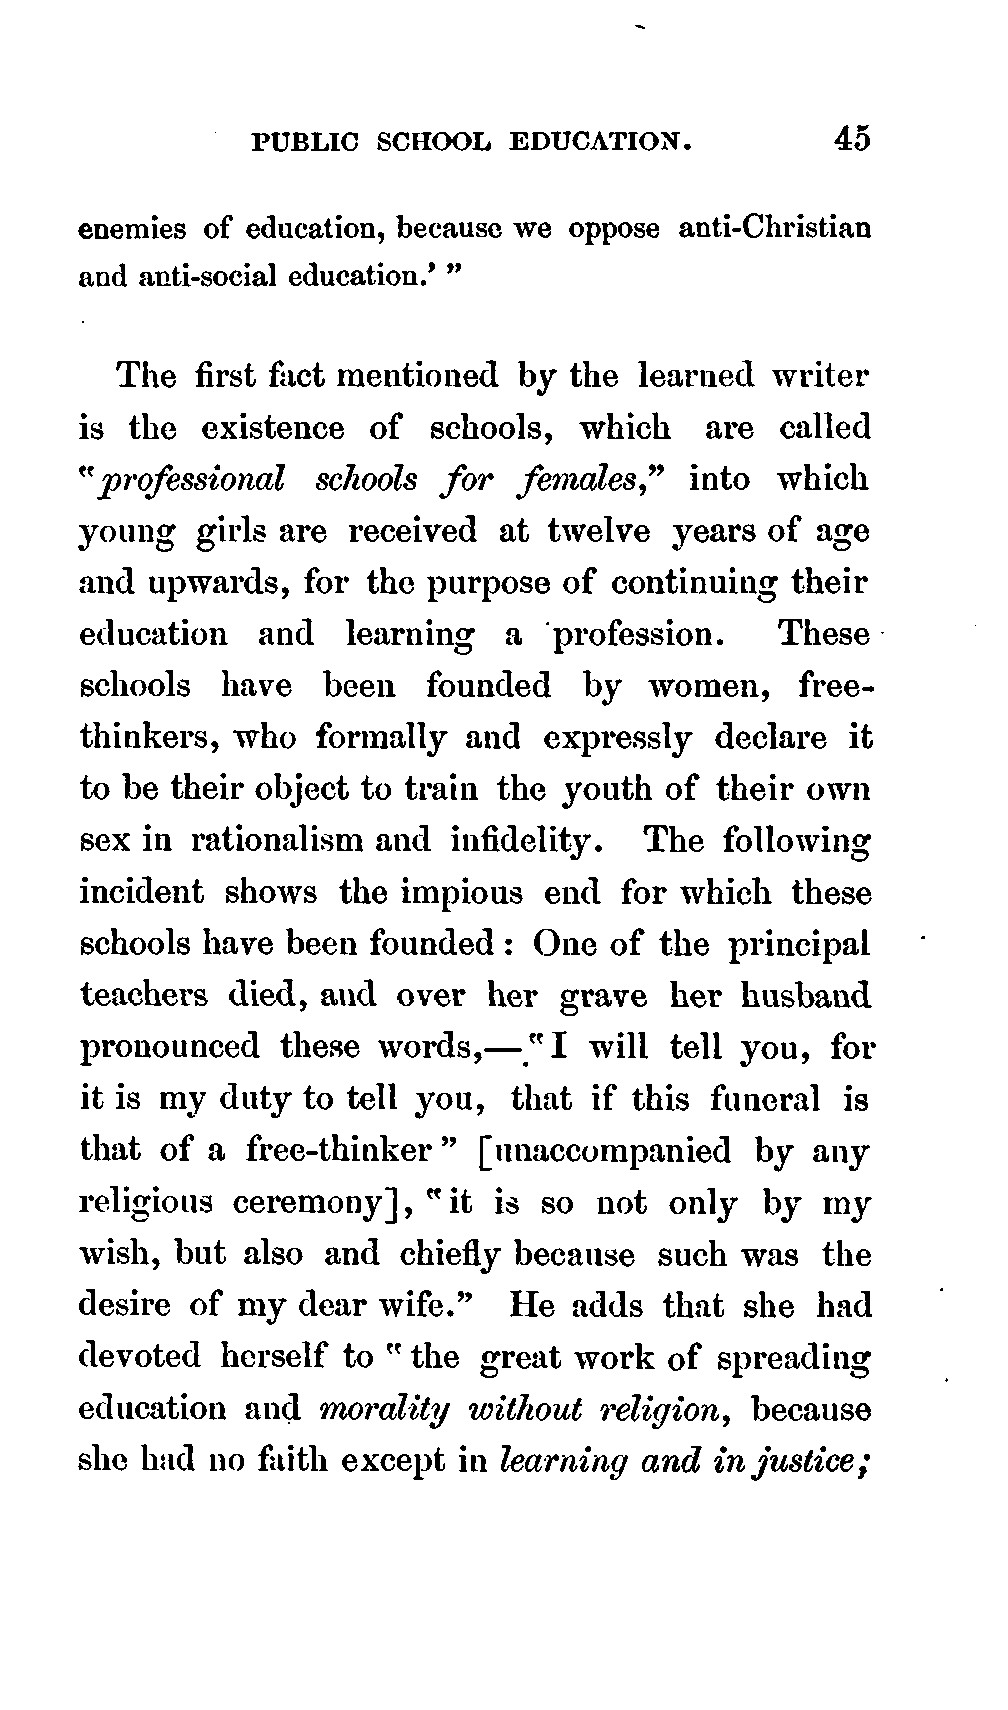 PUBLIC SCHOOL EDUCATION. 45
enemies of education, because we oppose anti-Christian
and anti-social education.’ ”
The first fact mentioned by the learned writer
is the existence of schools, which are called
“professional schools for females,” into which
young girls are received at twelve years of age
and upwards, for the purpose of continuing their
education and learning a profession. These
schools have been founded by women, free-
thinkers, who formally and expressly declare it
to be their object to train the youth of their own
sex in rationalism and infidelity. The following
incident shows the impious end for which these
schools have been founded : One of the principal
teachers died, and over her grave her husband
pronounced these words,—“I will tell you, for
it is my duty to tell you, that if this funeral is
that of a free-thinker” [unaccompanied by any
religious ceremony], “it is so not only by my
wish, but also and chiefly because such was the
desire of my dear wife.” He adds that she had
devoted herself to “the great work of spreading
education and morality without religion, because
she had no faith except in learning and in justice;